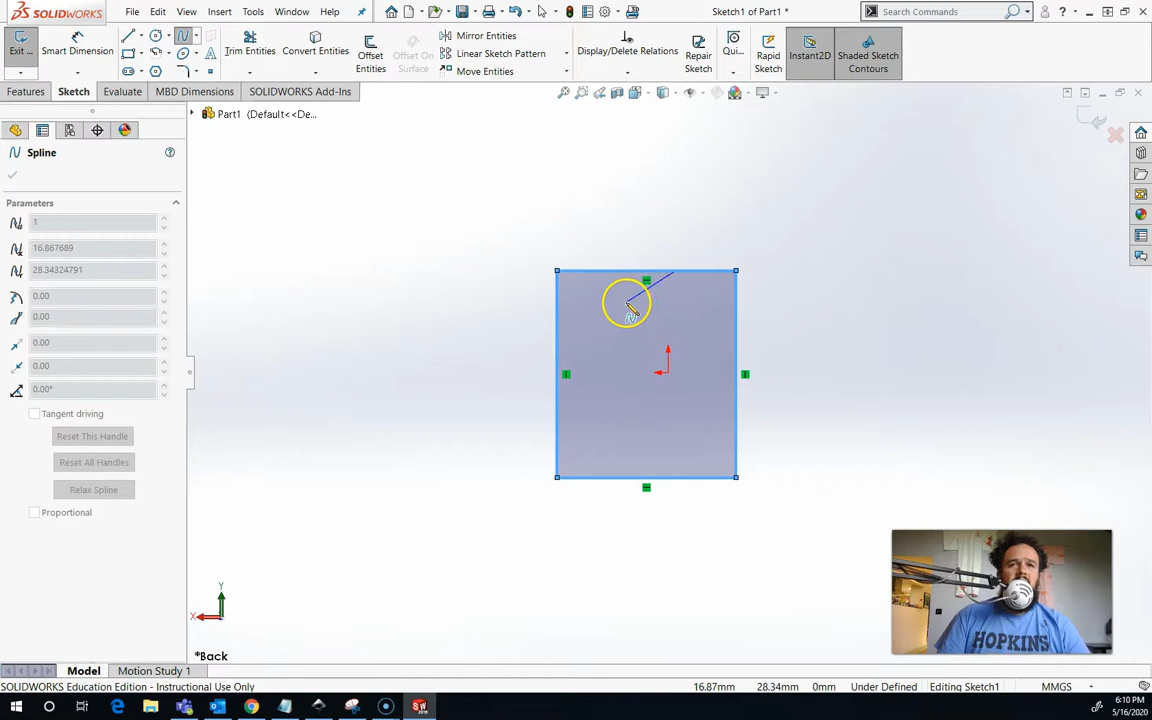 SOLIDWORKS
File Edit View Insert Tools Window Help
Sketch1 of Part1 *
Search Commands
Exit ...
Smart Dimension
Trim Entities
Convert Entities
Offset Entities
Offset On Surface
Mirror Entities
Linear Sketch Pattern
Move Entities
Display/Delete Relations
Repair Sketch
Qui...
Rapid Sketch
Instant2D
Shaded Sketch Contours
Features Sketch Evaluate MBD Dimensions SOLIDWORKS Add-Ins
Part1 (Default<<De...
Spline
Parameters
1
16.867689
28.34324791
0.00
0.00
0.00
0.00
0.00°
Tangent driving
Reset This Handle
Reset All Handles
Relax Spline
Proportional
Y
X
*Back
HOPKINS
Model Motion Study 1
SOLIDWORKS Education Edition - Instructional Use Only
16.87mm 28.34mm 0mm Under Defined Editing Sketch1 MMGS
6:10 PM
5/16/2020